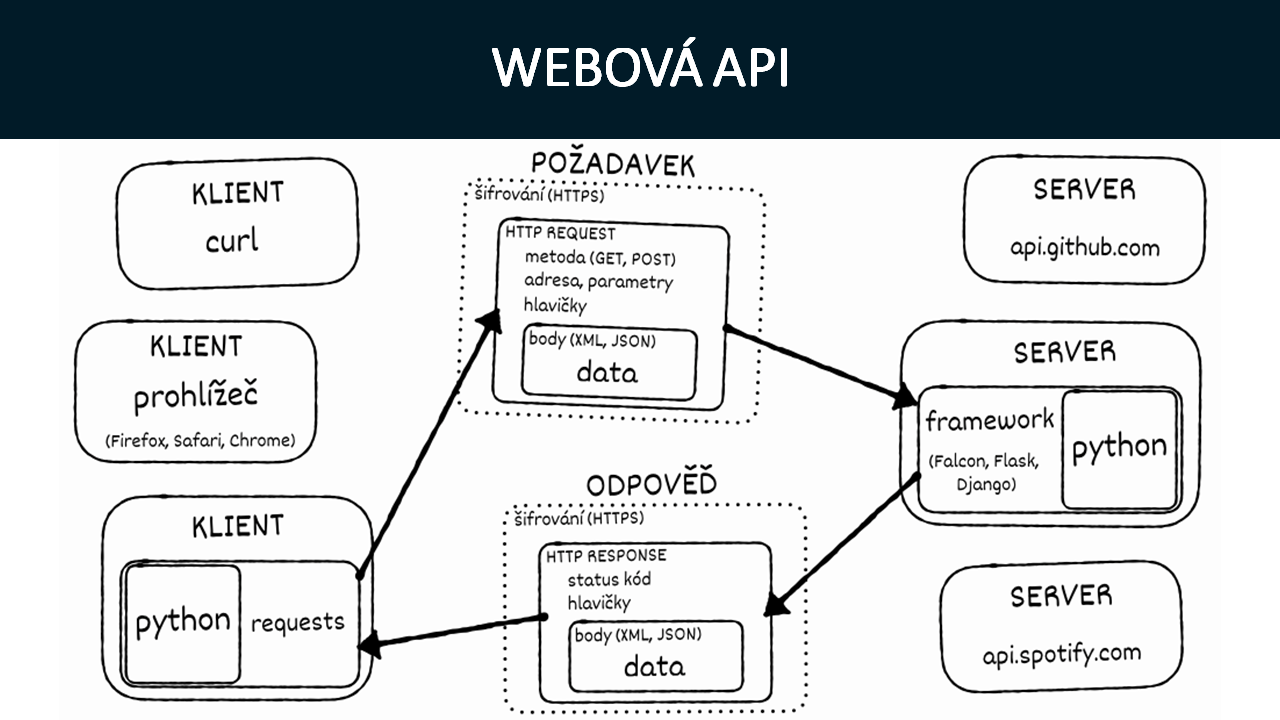 WEBOVÁ API
KLIENT
curl
KLIENT
prohlížeč
(Firefox, Safari, Chrome)
KLIENT
python
requests
POŽADAVEK
šifrování (HTTPS)
HTTP REQUEST
metoda (GET, POST)
adresa, parametry
hlavičky
body (XML, JSON)
data
ODPOVĚĎ
šifrování (HTTPS)
HTTP RESPONSE
status kód
hlavičky
body (XML, JSON)
data
SERVER
api.github.com
SERVER
framework
(Falcon, Flask,
Django)
python
SERVER
api.spotify.com